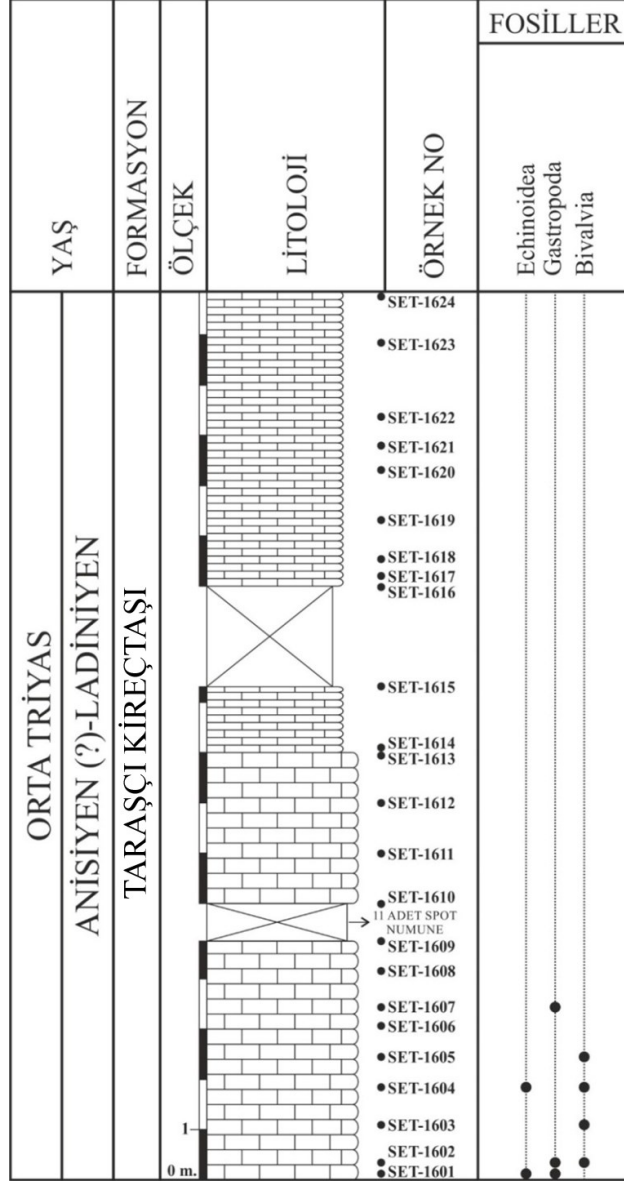 FOSİLLER
YAŞ
FORMASYON
ÖLÇEK
LİTOLOJİ
ÖRNEK NO
Echinoidea
Gastropoda
Bivalvia
ORTA TRİYAS
ANİSİYEN (?)-LADİNİYEN
TARAŞÇI KİREÇTAŞI
SET-1624
SET-1623
SET-1622
SET-1621
SET-1620
SET-1619
SET-1618
SET-1617
SET-1616
SET-1615
SET-1614
SET-1613
SET-1612
SET-1611
SET-1610
11 ADET SPOT
NUMUNE
SET-1609
SET-1608
SET-1607
SET-1606
SET-1605
SET-1604
1
SET-1603
SET-1602
0 m.
SET-1601